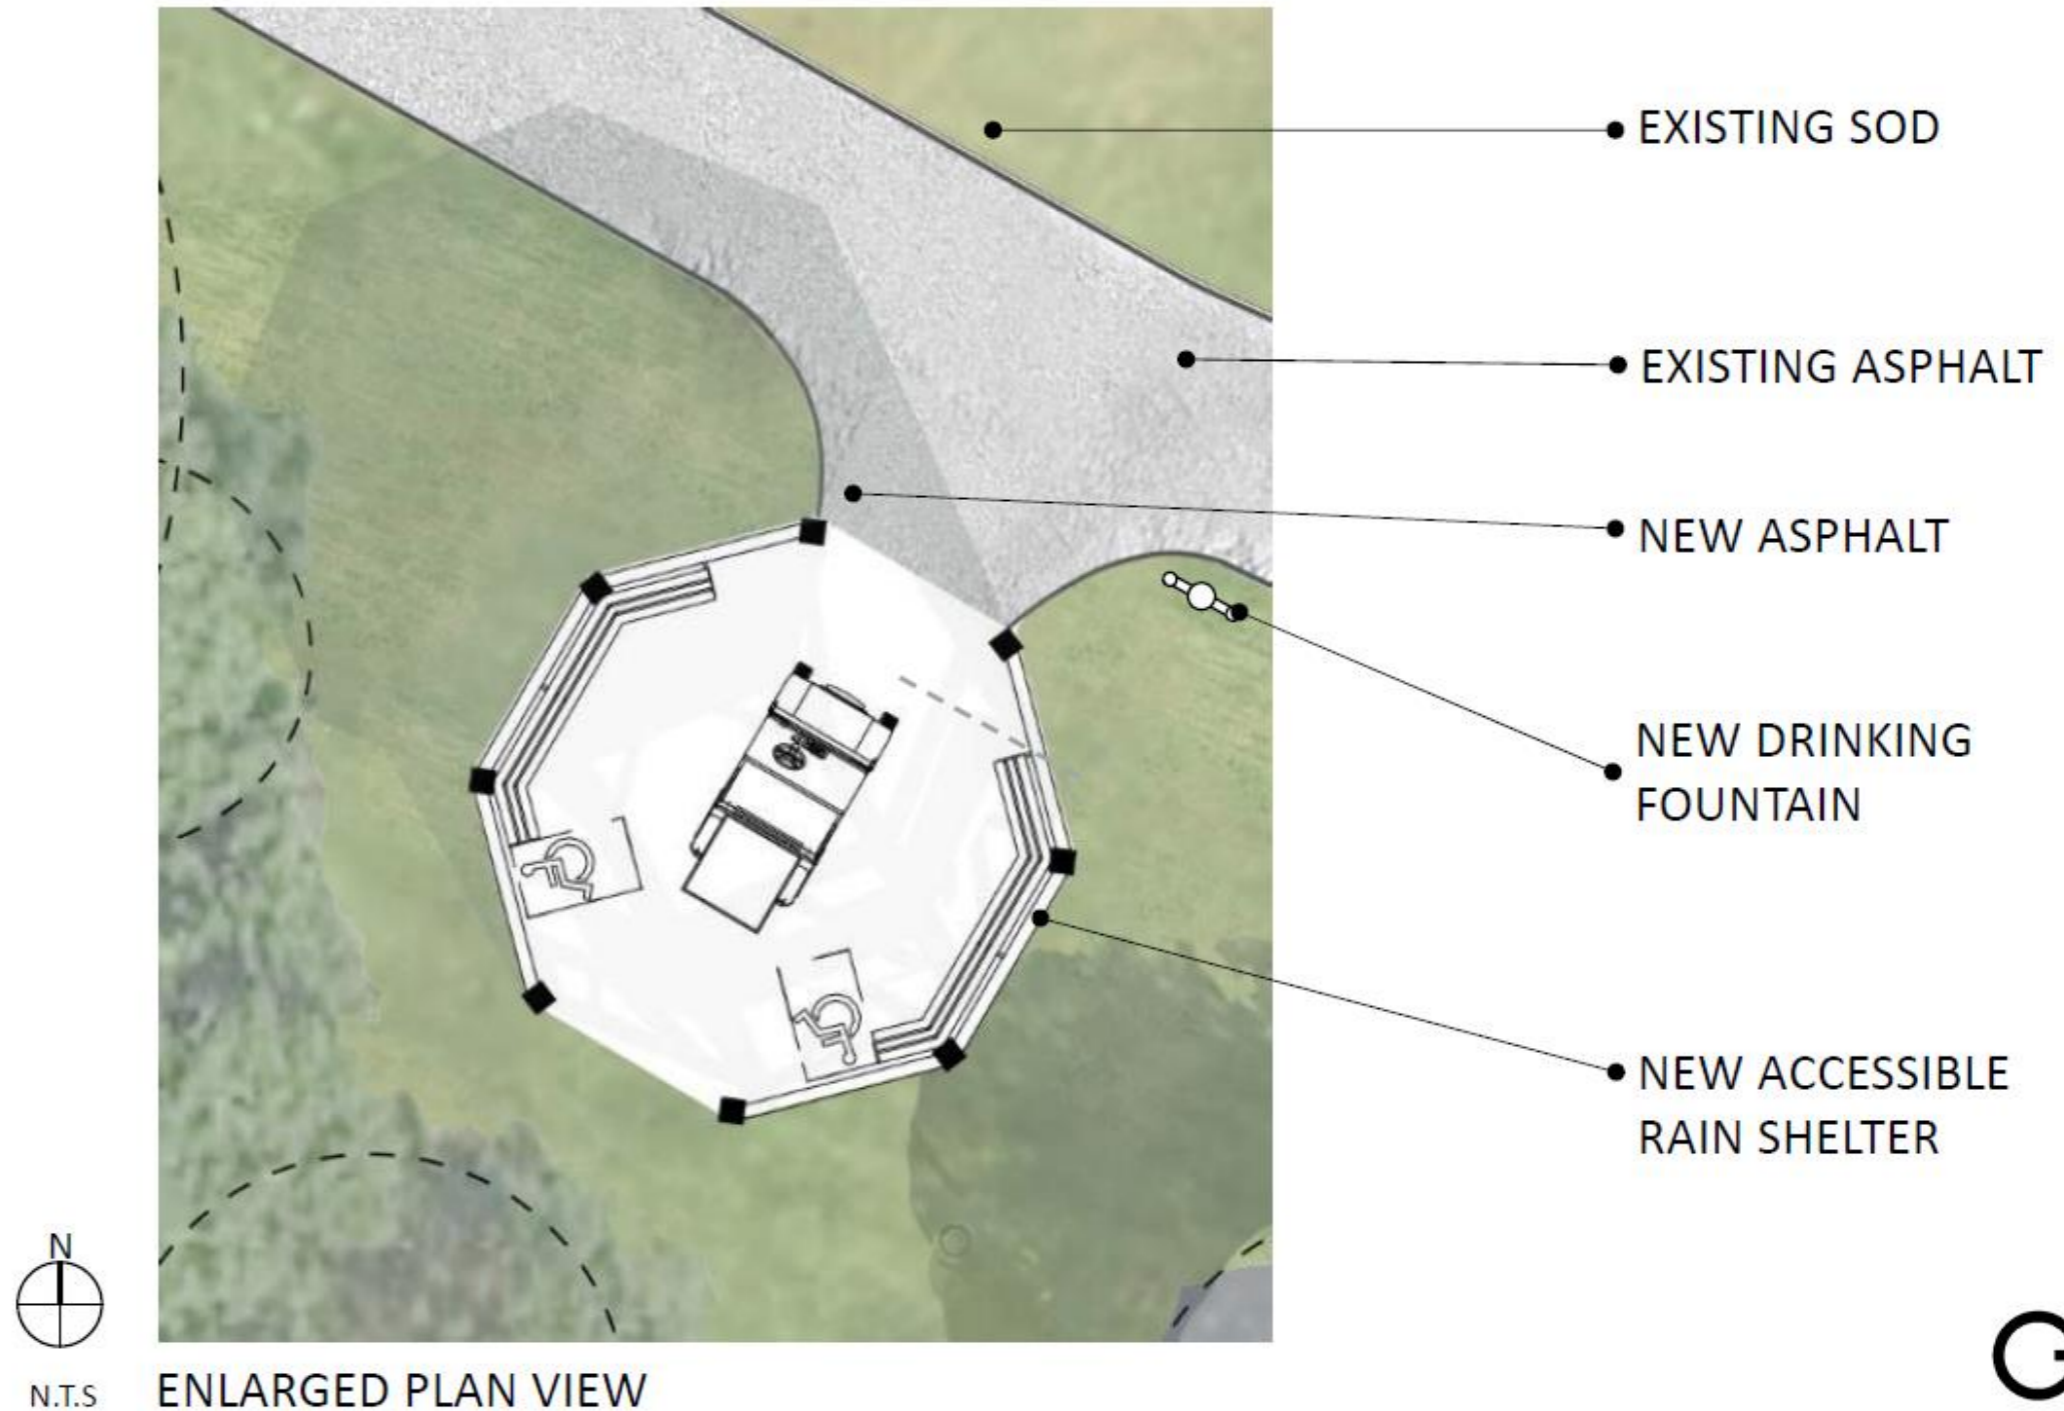 EXISTING SOD
EXISTING ASPHALT
NEW ASPHALT
NEW DRINKING
FOUNTAIN
NEW ACCESSIBLE
RAIN SHELTER
N
N.T.S
ENLARGED PLAN VIEW
G